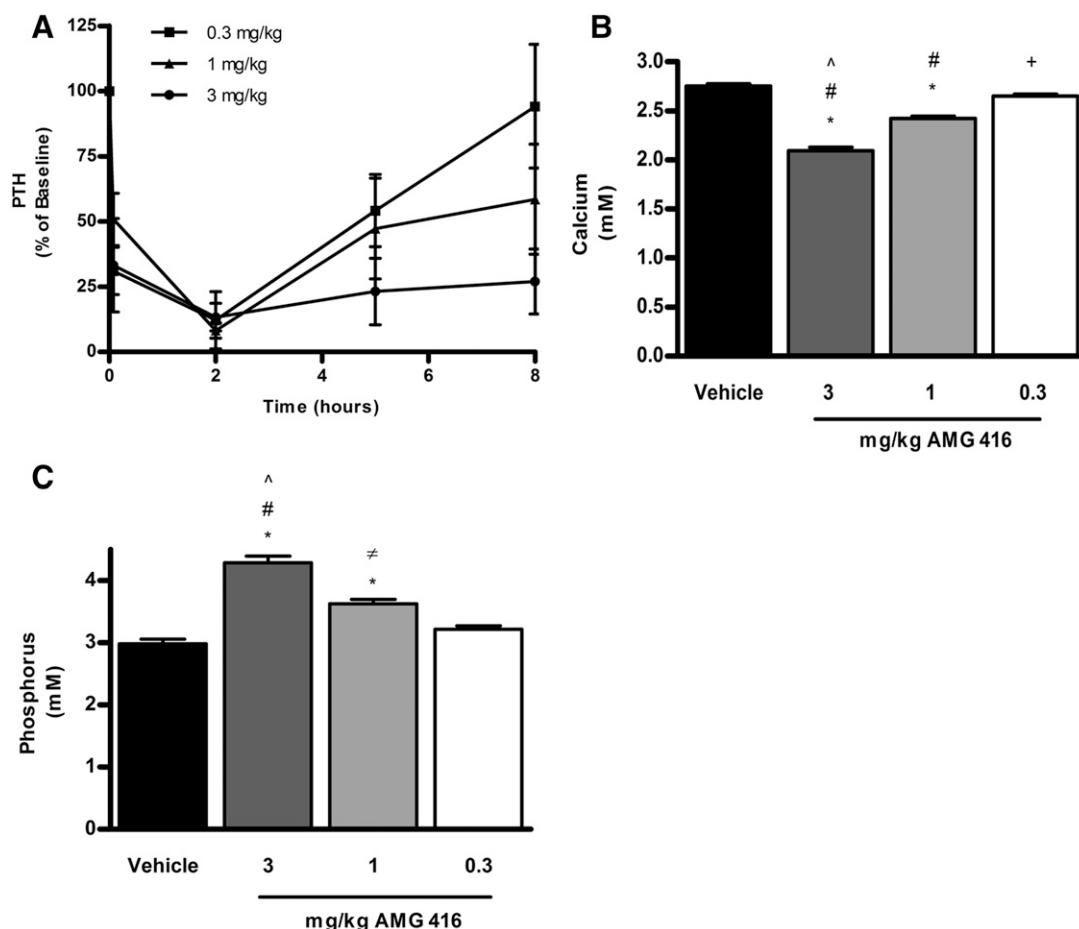 A
125
100
75
50
25
0
PTH
(% of Baseline)
0.3 mg/kg
1 mg/kg
3 mg/kg
0 2 4 6 8
Time (hours)
B
3.0
2.5
2.0
1.5
1.0
0.5
0.0
Calcium
(mM)
^ # +
# *
*
Vehicle 3 1 0.3
mg/kg AMG 416
C
4
3
2
1
0
Phosphorus
(mM)
^
# ≠
* *
Vehicle 3 1 0.3
mg/kg AMG 416